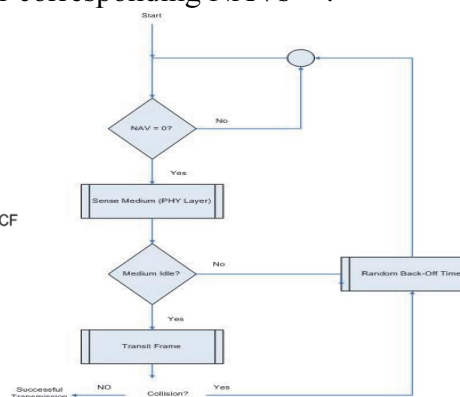 corresponding NAVs
Start
NAV = 0?
No
Yes
Sense Medium (PHY Layer)
CF
Medium Idle?
No
Random Back-Off Time
Yes
Transit Frame
Successful
Transmission
NO
Collision?
Yes